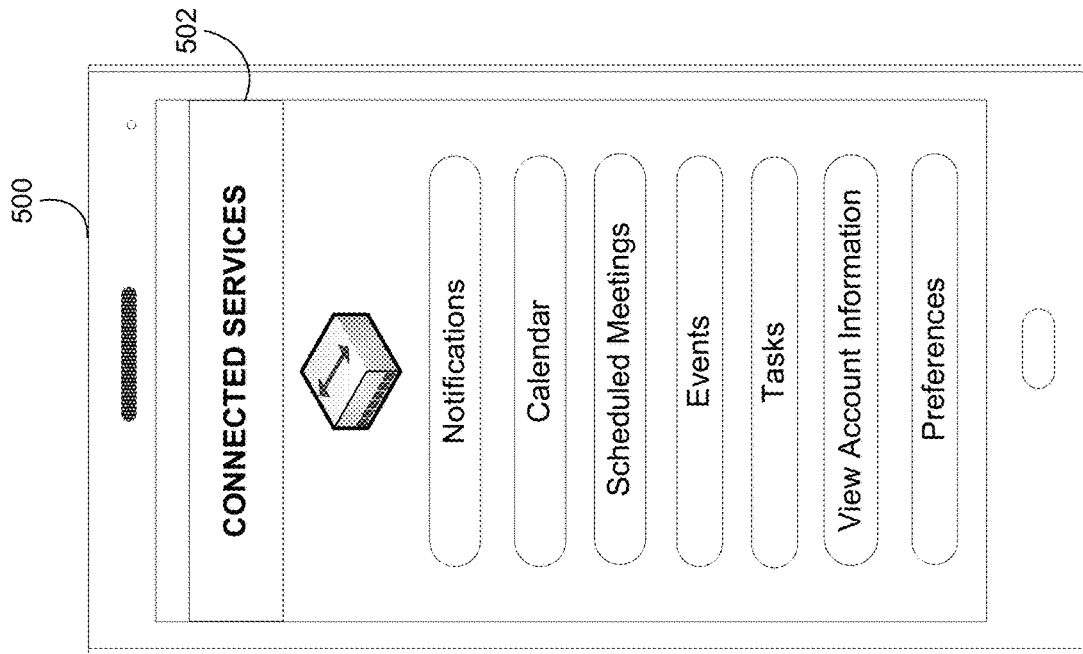 500
502
CONNECTED SERVICES
Notifications
Calendar
Scheduled Meetings
Events
Tasks
View Account Information
Preferences